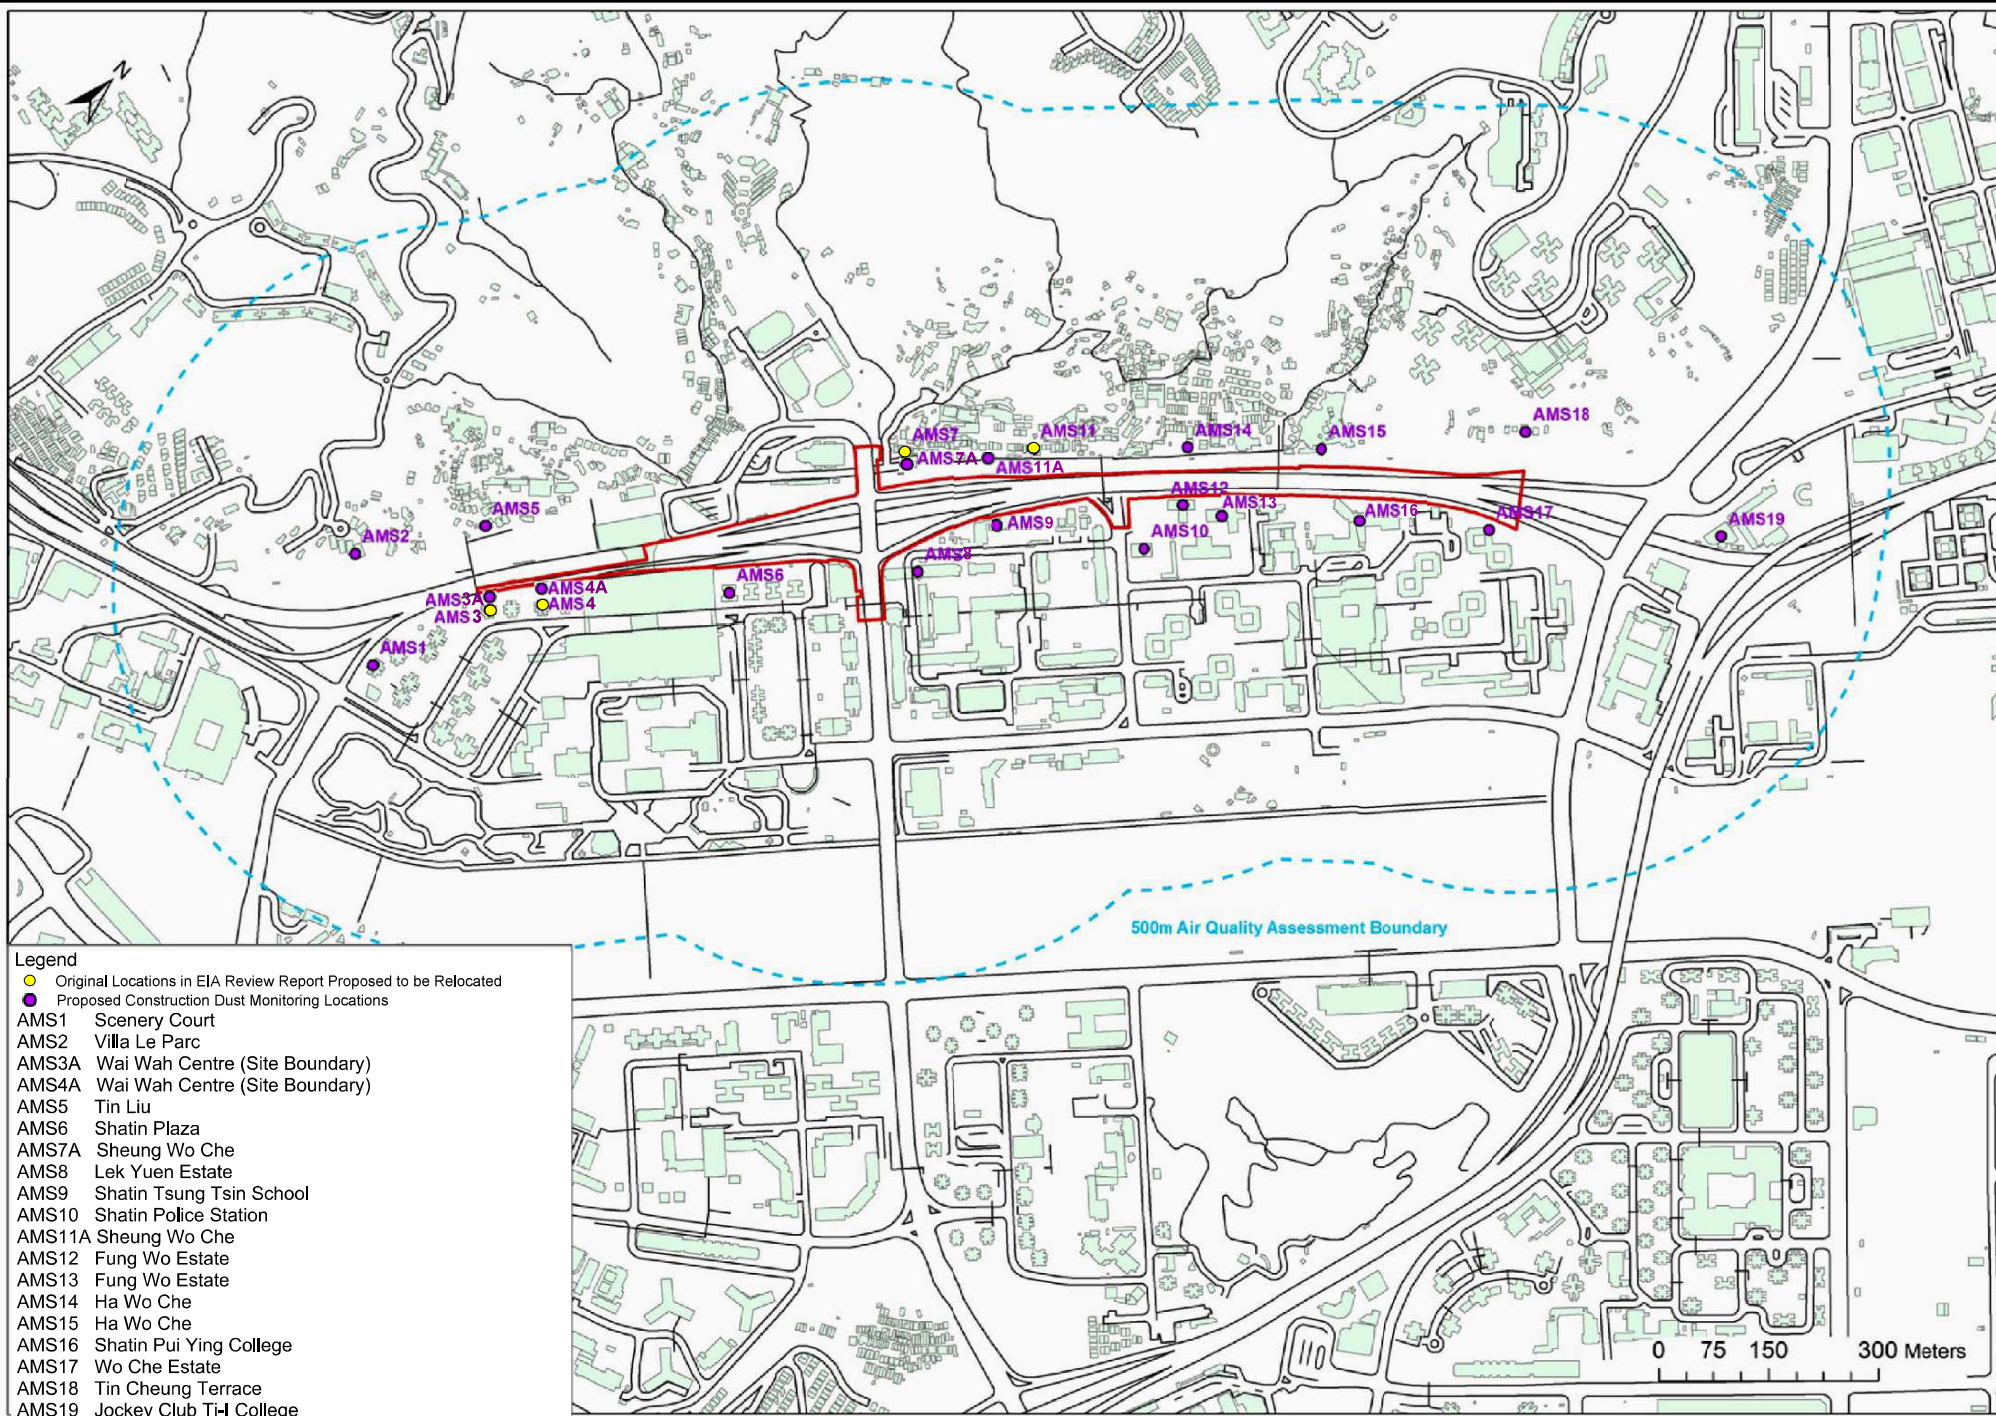 N
AMS18
AMS7
AMS11
AMS14
AMS15
AMS7A
AMS11A
AMS12
AMS5
AMS13
AMS16
AMS17
AMS19
AMS9
AMS2
AMS10
AMS8
AMS6
AMS4A
AMS3A
AMS4
AMS3
AMS1
500m Air Quality Assessment Boundary
Legend
Original Locations in EIA Review Report Proposed to be Relocated
Proposed Construction Dust Monitoring Locations
AMS1 Scenery Court
AMS2 Villa Le Parc
AMS3A Wai Wah Centre (Site Boundary)
AMS4A Wai Wah Centre (Site Boundary)
AMS5 Tin Liu
AMS6 Shatin Plaza
AMS7A Sheung Wo Che
AMS8 Lek Yuen Estate
AMS9 Shatin Tsung Tsin School
AMS10 Shatin Police Station
AMS11A Sheung Wo Che
AMS12 Fung Wo Estate
AMS13 Fung Wo Estate
AMS14 Ha Wo Che
AMS15 Ha Wo Che
AMS16 Shatin Pui Ying College
AMS17 Wo Che Estate
AMS18 Tin Cheung Terrace
AMS19 Jockey Club Ti-I College
0 75 150 300 Meters